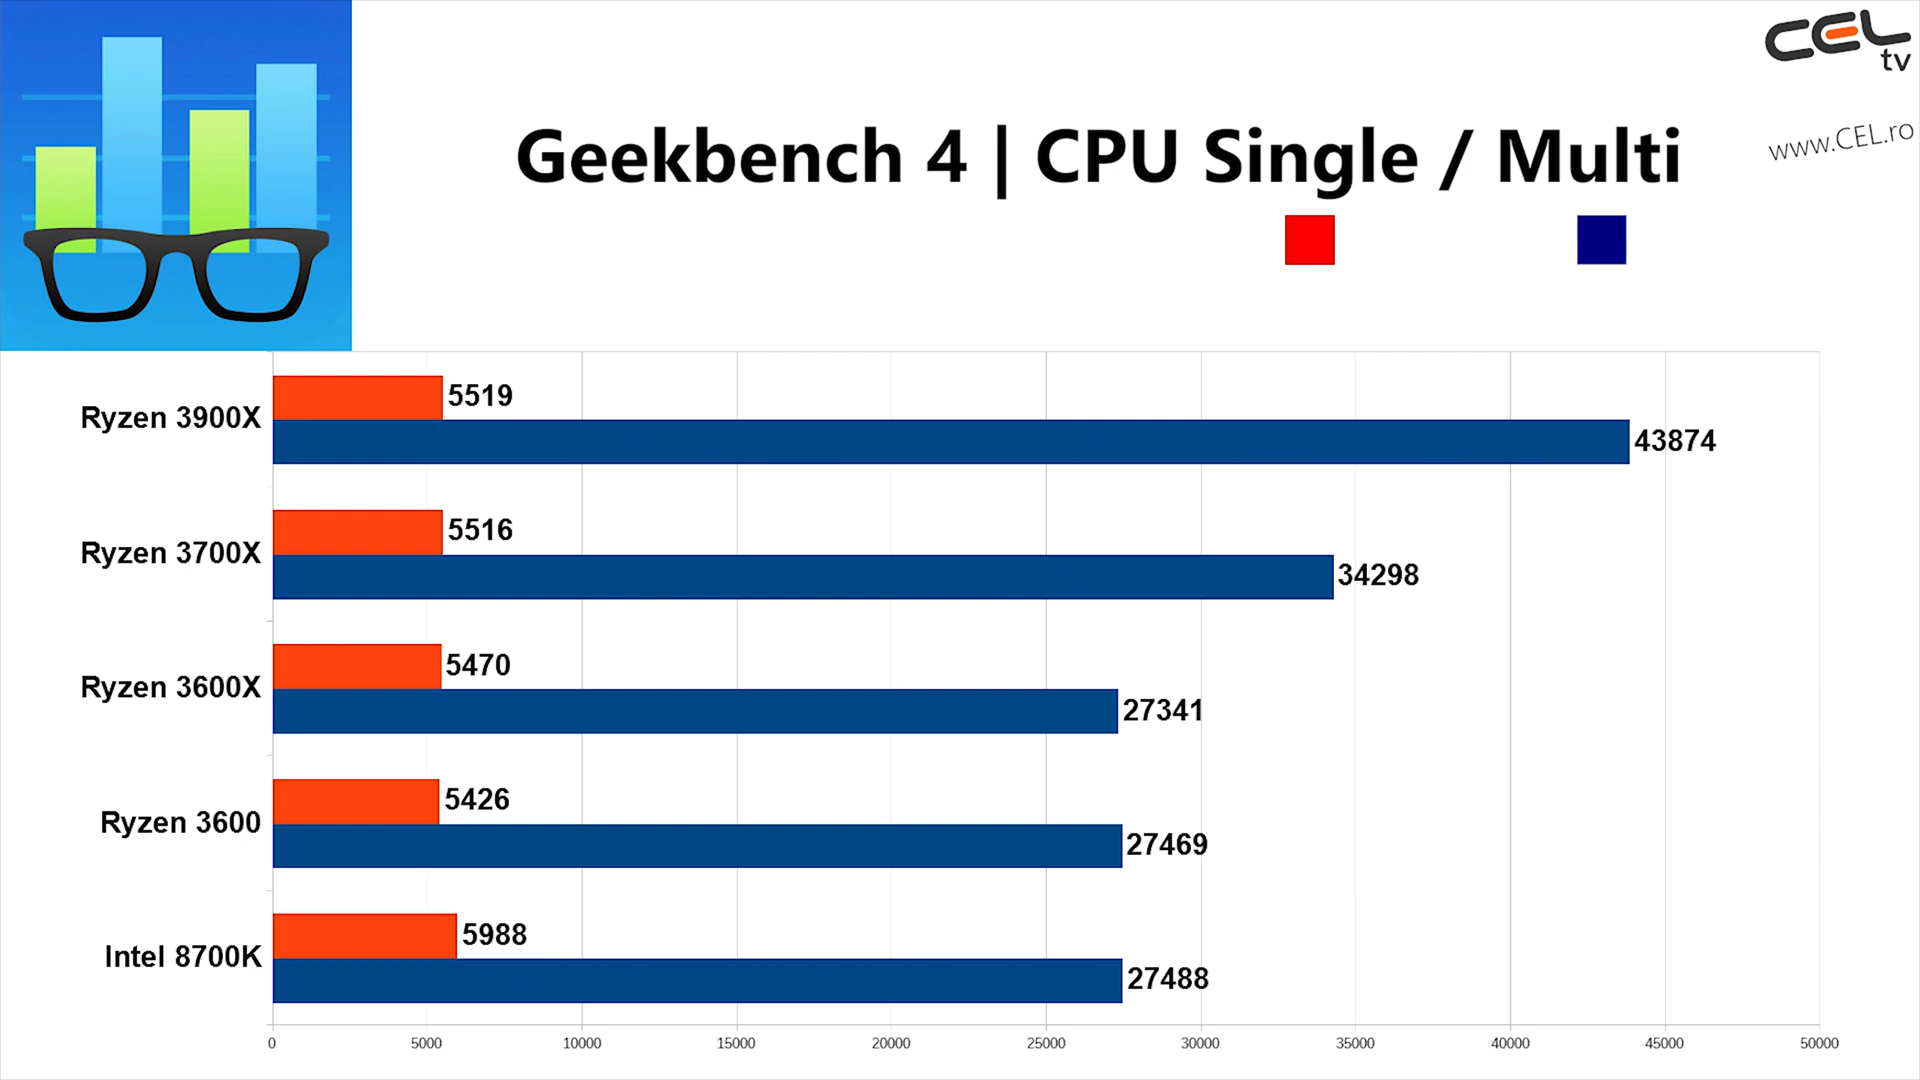 CEL
tv
www.CEL.ro
Geekbench 4 | CPU Single / Multi
Ryzen 3900X
5519
43874
Ryzen 3700X
5516
34298
Ryzen 3600X
5470
27341
Ryzen 3600
5426
27469
Intel 8700K
5988
27488
0 5000 10000 15000 20000 25000 30000 35000 40000 45000 50000